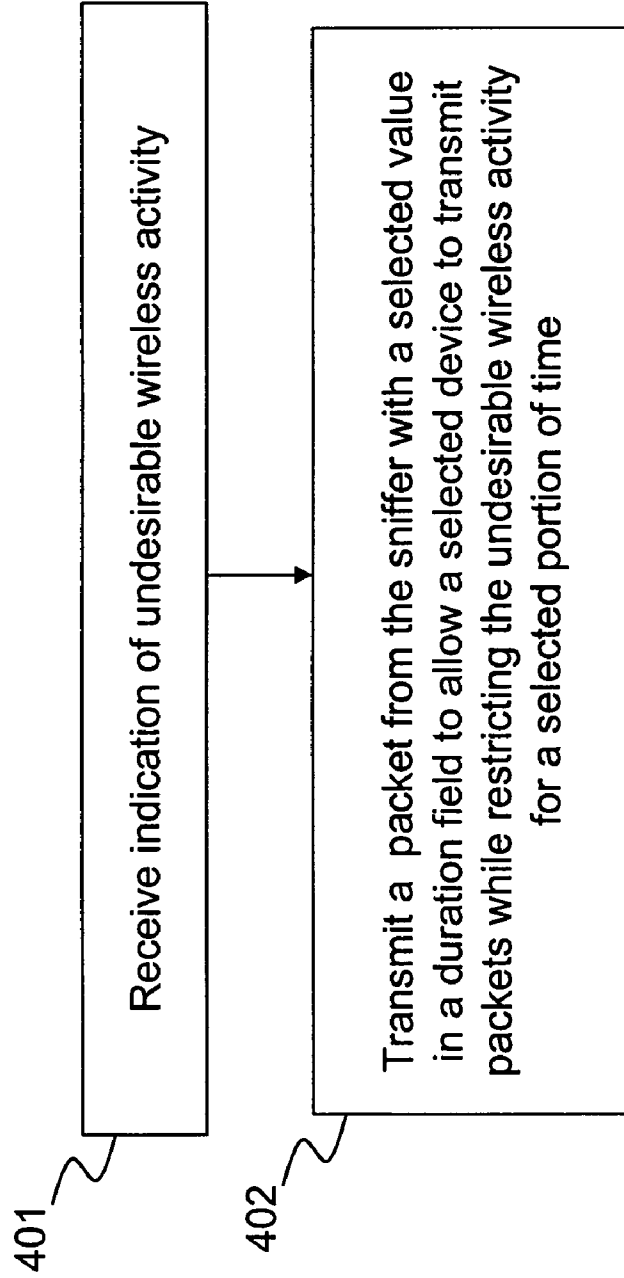 401
Receive indication of undesirable wireless activity
402
Transmit a packet from the sniffer with a selected value
in a duration field to allow a selected device to transmit
packets while restricting the undesirable wireless activity
for a selected portion of time